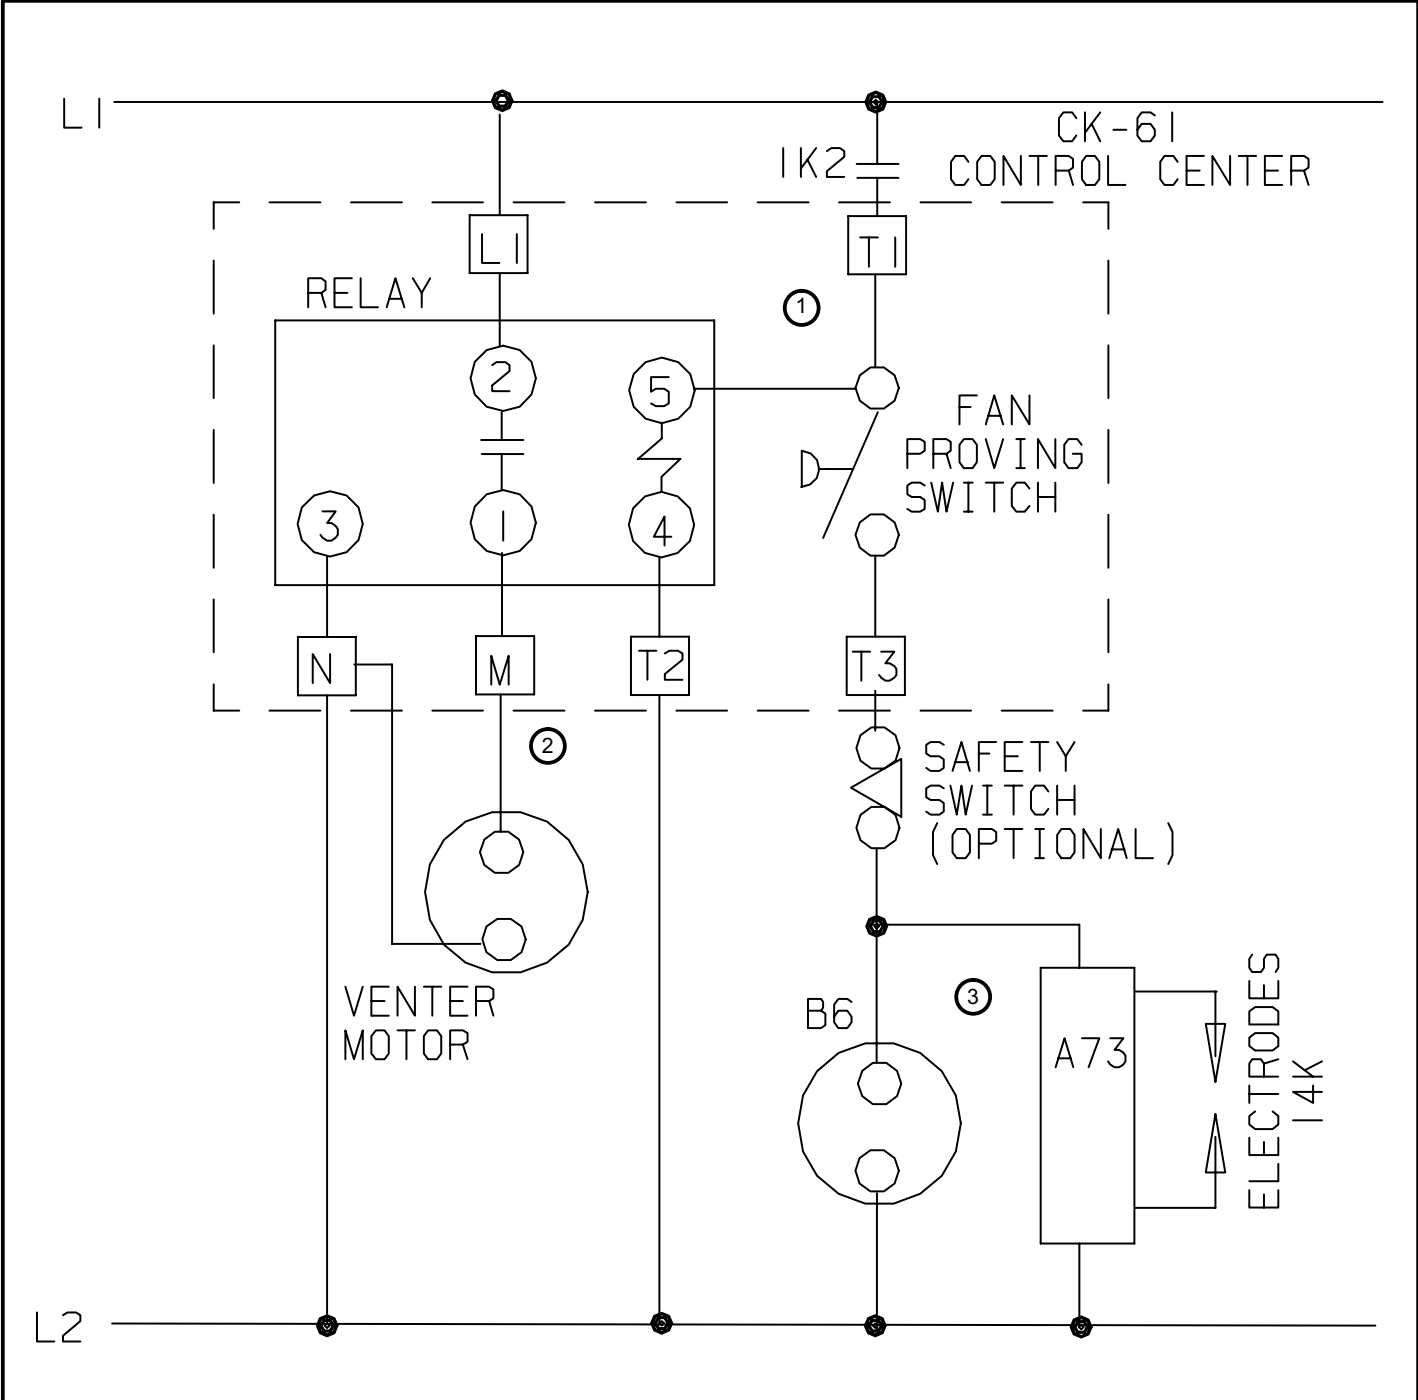 L1
CK-61
CONTROL CENTER
1K2
L1
T1
RELAY
1
2
5
FAN
PROVING
SWITCH
3
1
4
N
M
T2
T3
2
SAFETY
SWITCH
(OPTIONAL)
VENTER
MOTOR
B6
3
A73
ELECTRODES
14K
L2